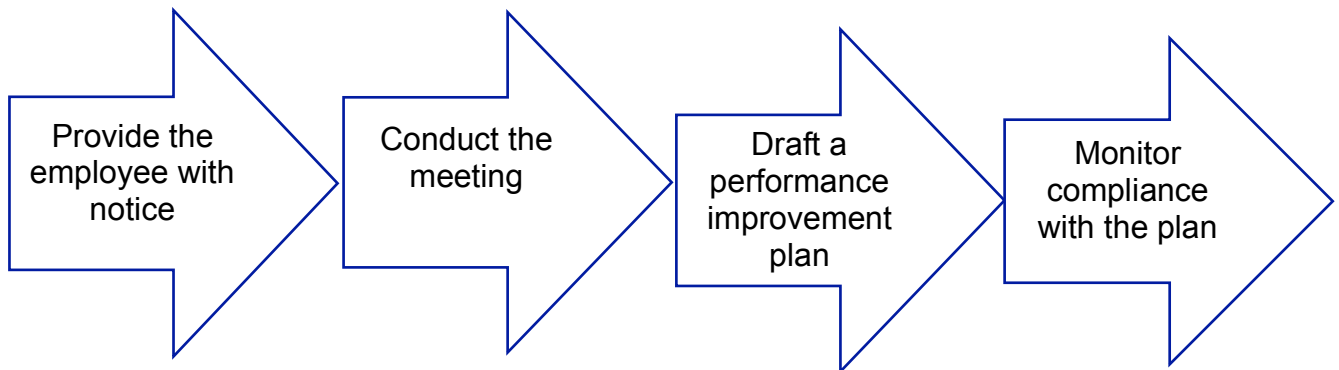 Provide the
employee with
notice
Conduct the
meeting
Draft a
performance
improvement
plan
Monitor
compliance
with the plan